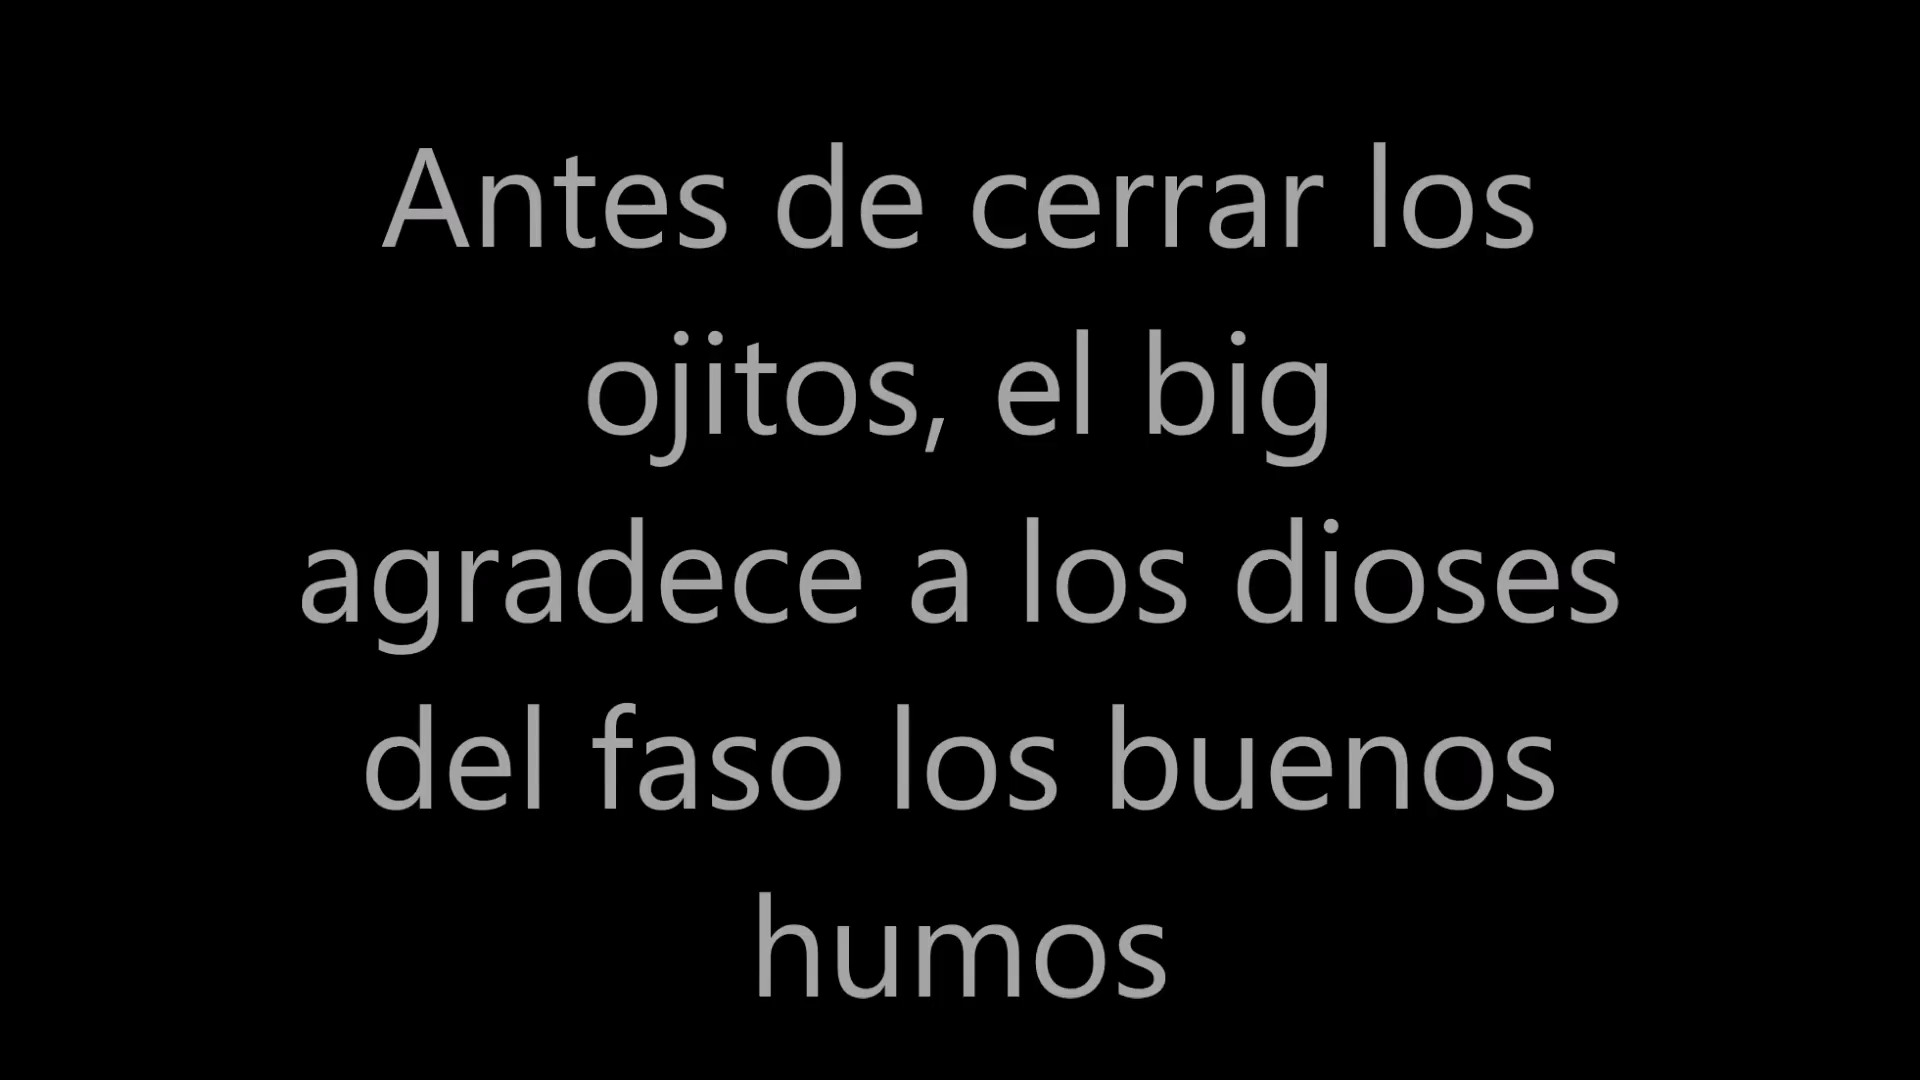 Antes de cerrar los
ojitos, el big
agradece a los dioses
del faso los buenos
humos